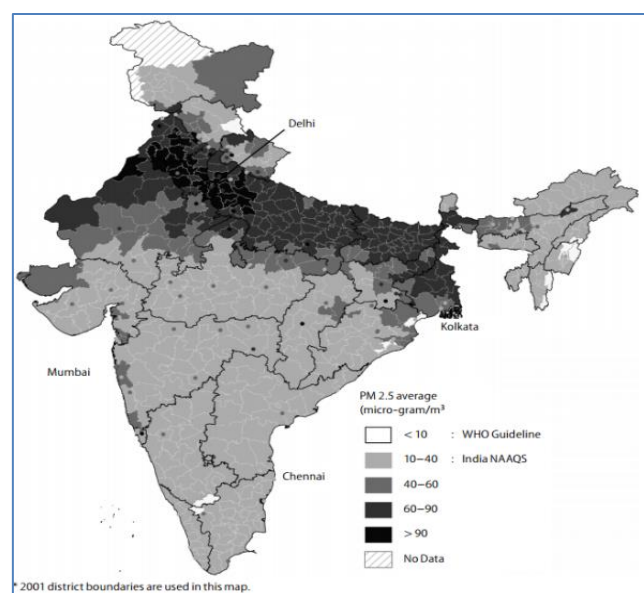 Delhi
Kolkata
Mumbai
Chennai
PM 2.5 average
(micro-gram/m³
< 10 : WHO Guideline
10–40 : India NAAQS
40–60
60–90
> 90
No Data
* 2001 district boundaries are used in this map.